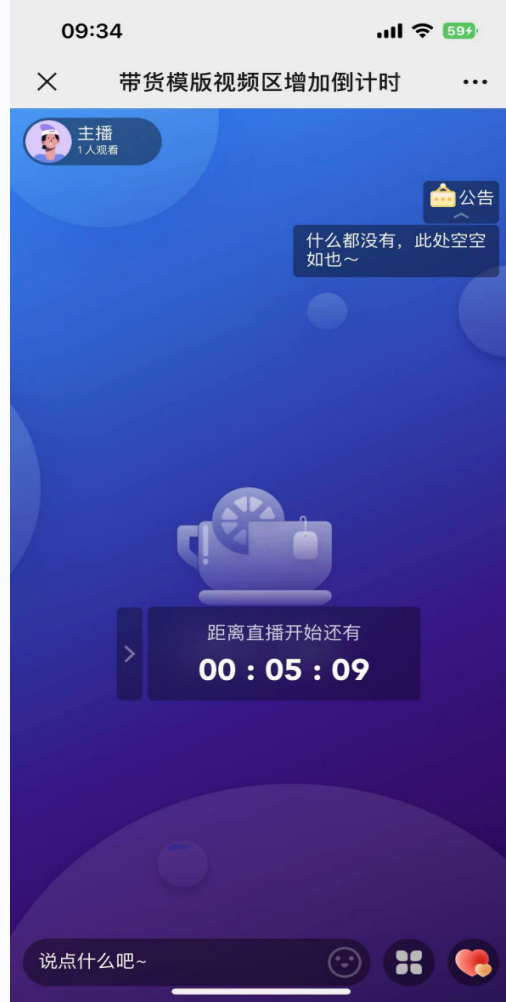 09:34
59
带货模版视频区增加倒计时
主播
1人观看
公告
什么都没有，此处空空
如也～
距离直播开始还有
00 : 05 : 09
说点什么吧~